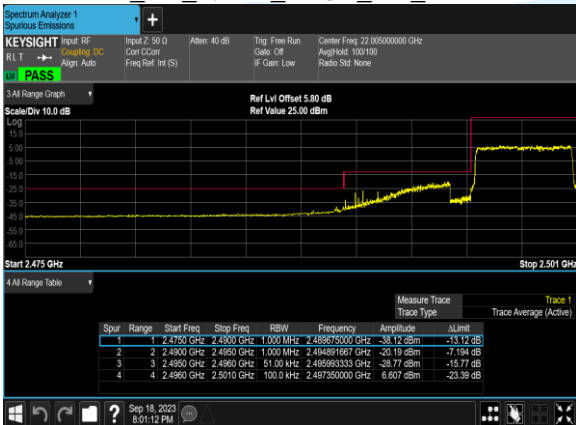 Spectrum Analyzer 1
Spurious Emissions
+
KEYSIGHT Input: RF Input Z: 50 Ω Atten: 40 dB Trig: Free Run Center Freq: 22.005000000 GHz
RLT Coupling: DC Corr CCorr Gate: Off Avg|Hold: 100/100
Align: Auto Freq Ref: Int (S) IF Gain: Low Radio Std: None
LV PASS
3 All Range Graph
Ref Lvl Offset 5.80 dB
Scale/Div 10.0 dB Ref Value 25.00 dBm
Log
15.0
5.00
-5.00
-15.0
-25.0
-35.0
-45.0
-55.0
-65.0
Start 2.475 GHz Stop 2.501 GHz
4 All Range Table
Measure Trace Trace 1
Trace Type Trace Average (Active)
Spur Range Start Freq Stop Freq RBW Frequency Amplitude ΔLimit
1 1 2.4750 GHz 2.4900 GHz 1.000 MHz 2.489675000 GHz -38.12 dBm -13.12 dB
2 2 2.4900 GHz 2.4950 GHz 1.000 MHz 2.494891667 GHz -20.19 dBm -7.194 dB
3 3 2.4950 GHz 2.4960 GHz 51.00 kHz 2.495993333 GHz -28.77 dBm -15.77 dB
4 4 2.4960 GHz 2.5010 GHz 100.0 kHz 2.497350000 GHz 6.607 dBm -23.39 dB
? Sep 18, 2023
8:01:12 PM